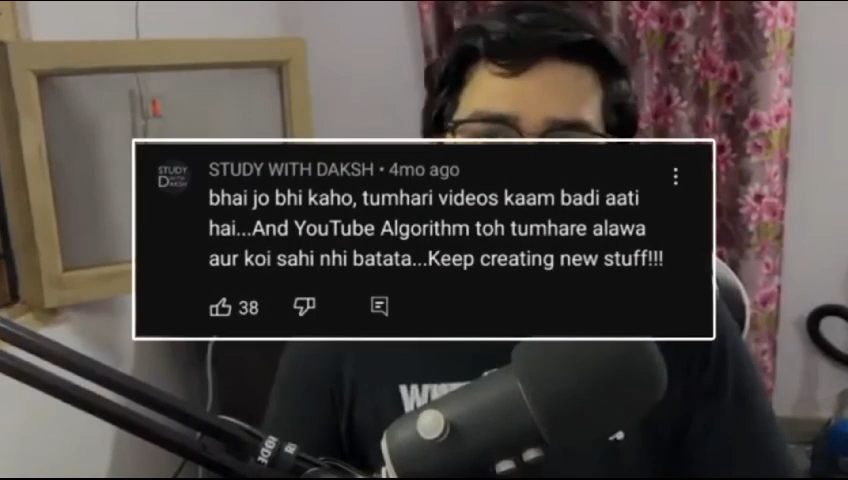 STUDY WITH DAKSH • 4mo ago
bhai jo bhi kaho, tumhari videos kaam badi aati
hai...And YouTube Algorithm toh tumhare alawa
aur koi sahi nhi batata...Keep creating new stuff!!!
38